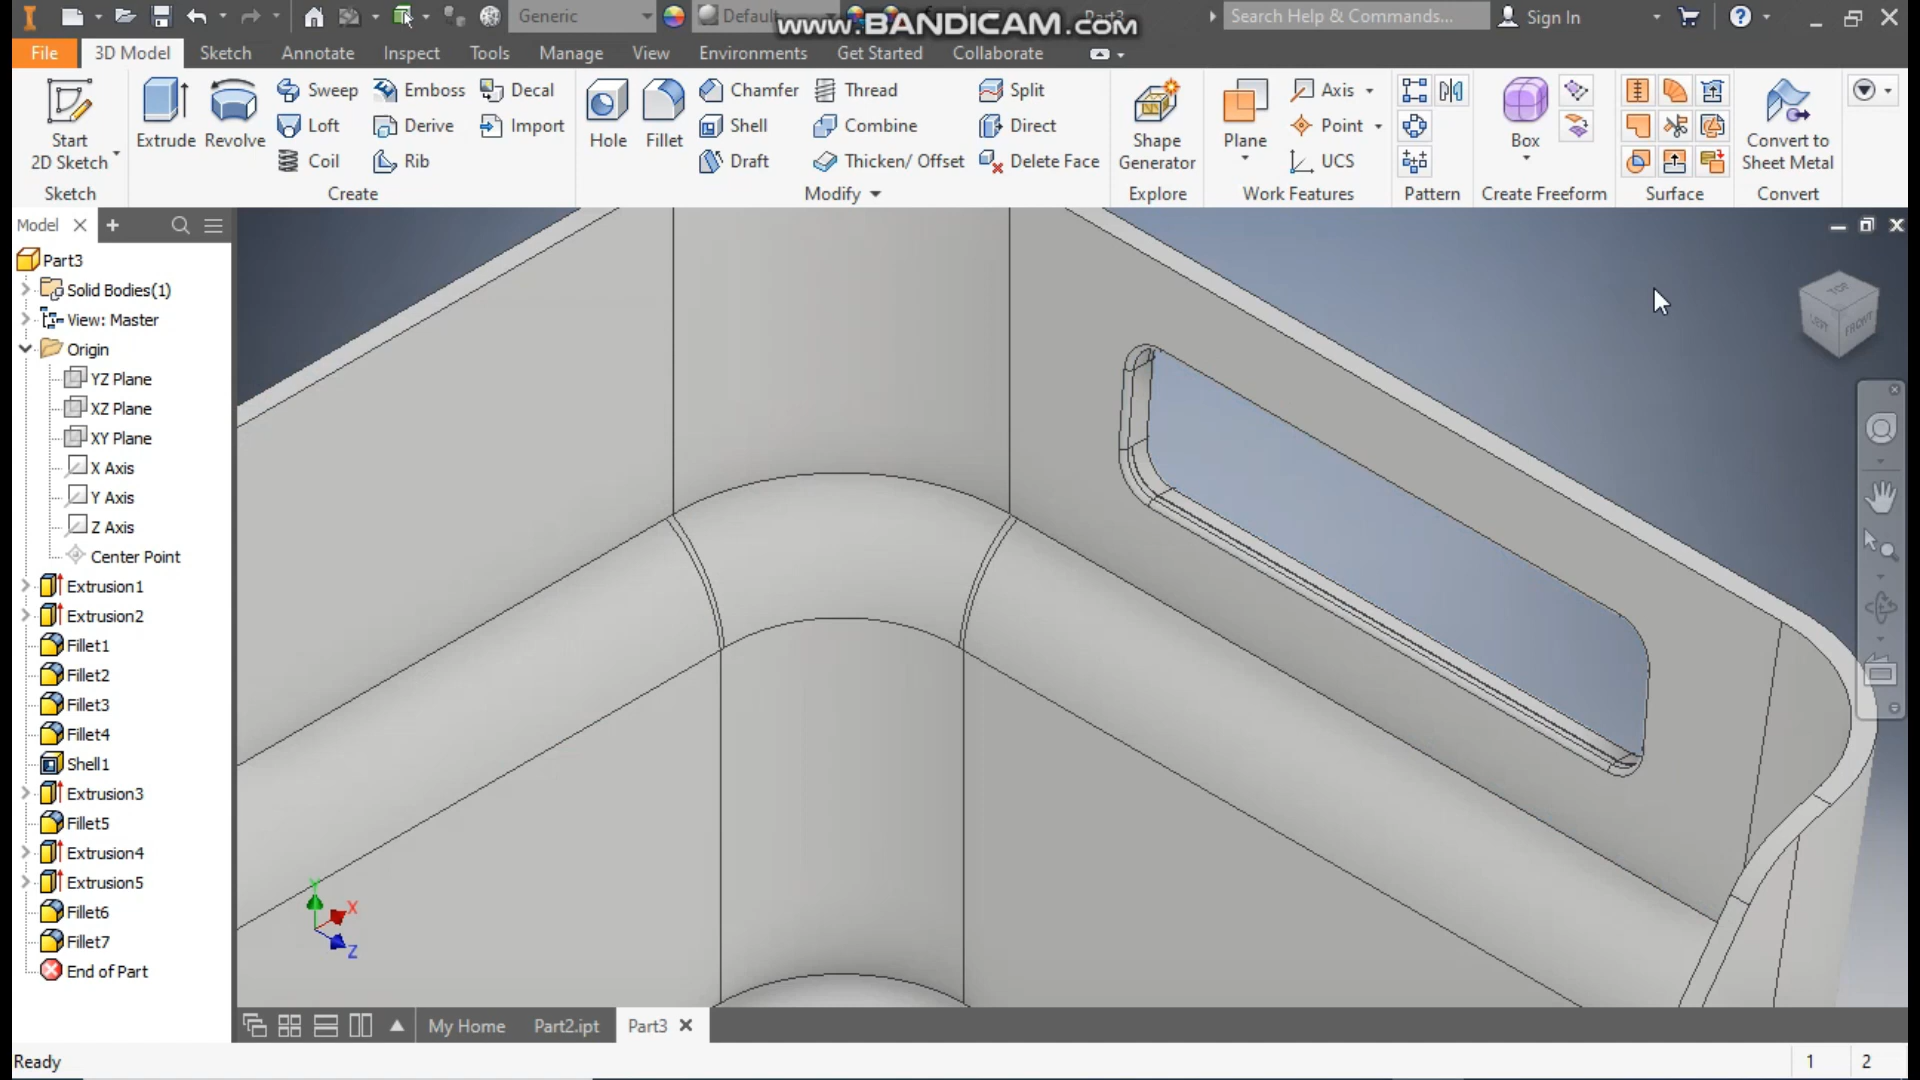 Generic
Default
www.BANDICAM.com
Part3
Search Help & Commands...
Sign In
File
3D Model
Sketch
Annotate
Inspect
Tools
Manage
View
Environments
Get Started
Collaborate
Start
2D Sketch
Extrude
Revolve
Sweep
Loft
Coil
Emboss
Derive
Rib
Decal
Import
Hole
Fillet
Chamfer
Shell
Draft
Thread
Combine
Thicken/ Offset
Split
Direct
Delete Face
Shape
Generator
Plane
Axis
Point
UCS
Box
Convert to
Sheet Metal
Sketch
Create
Modify
Explore
Work Features
Pattern
Create Freeform
Surface
Convert
Model
Part3
Solid Bodies(1)
View: Master
Origin
YZ Plane
XZ Plane
XY Plane
X Axis
Y Axis
Z Axis
Center Point
Extrusion1
Extrusion2
Fillet1
Fillet2
Fillet3
Fillet4
Shell1
Extrusion3
Fillet5
Extrusion4
Extrusion5
Fillet6
Fillet7
End of Part
TOP
LEFT
FRONT
Y
X
Z
My Home
Part2.ipt
Part3
Ready
1
2